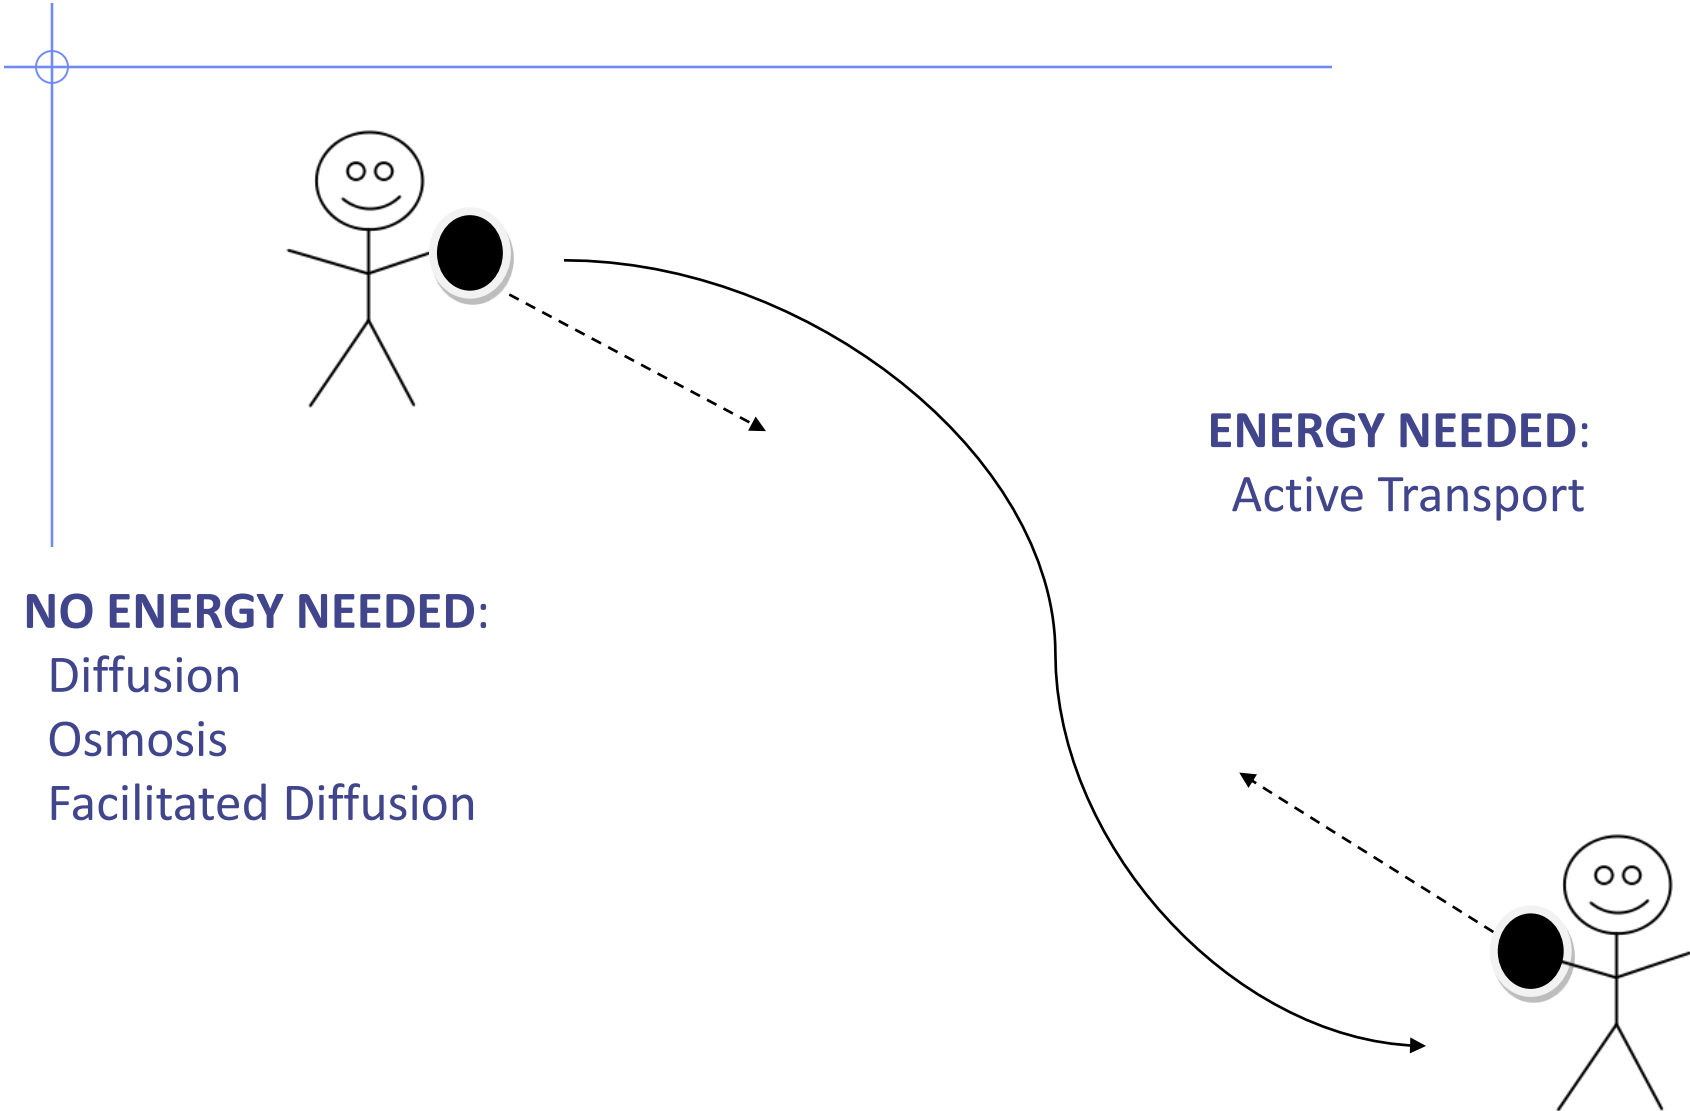 ENERGY NEEDED:
Active Transport
NO ENERGY NEEDED:
Diffusion
Osmosis
Facilitated Diffusion